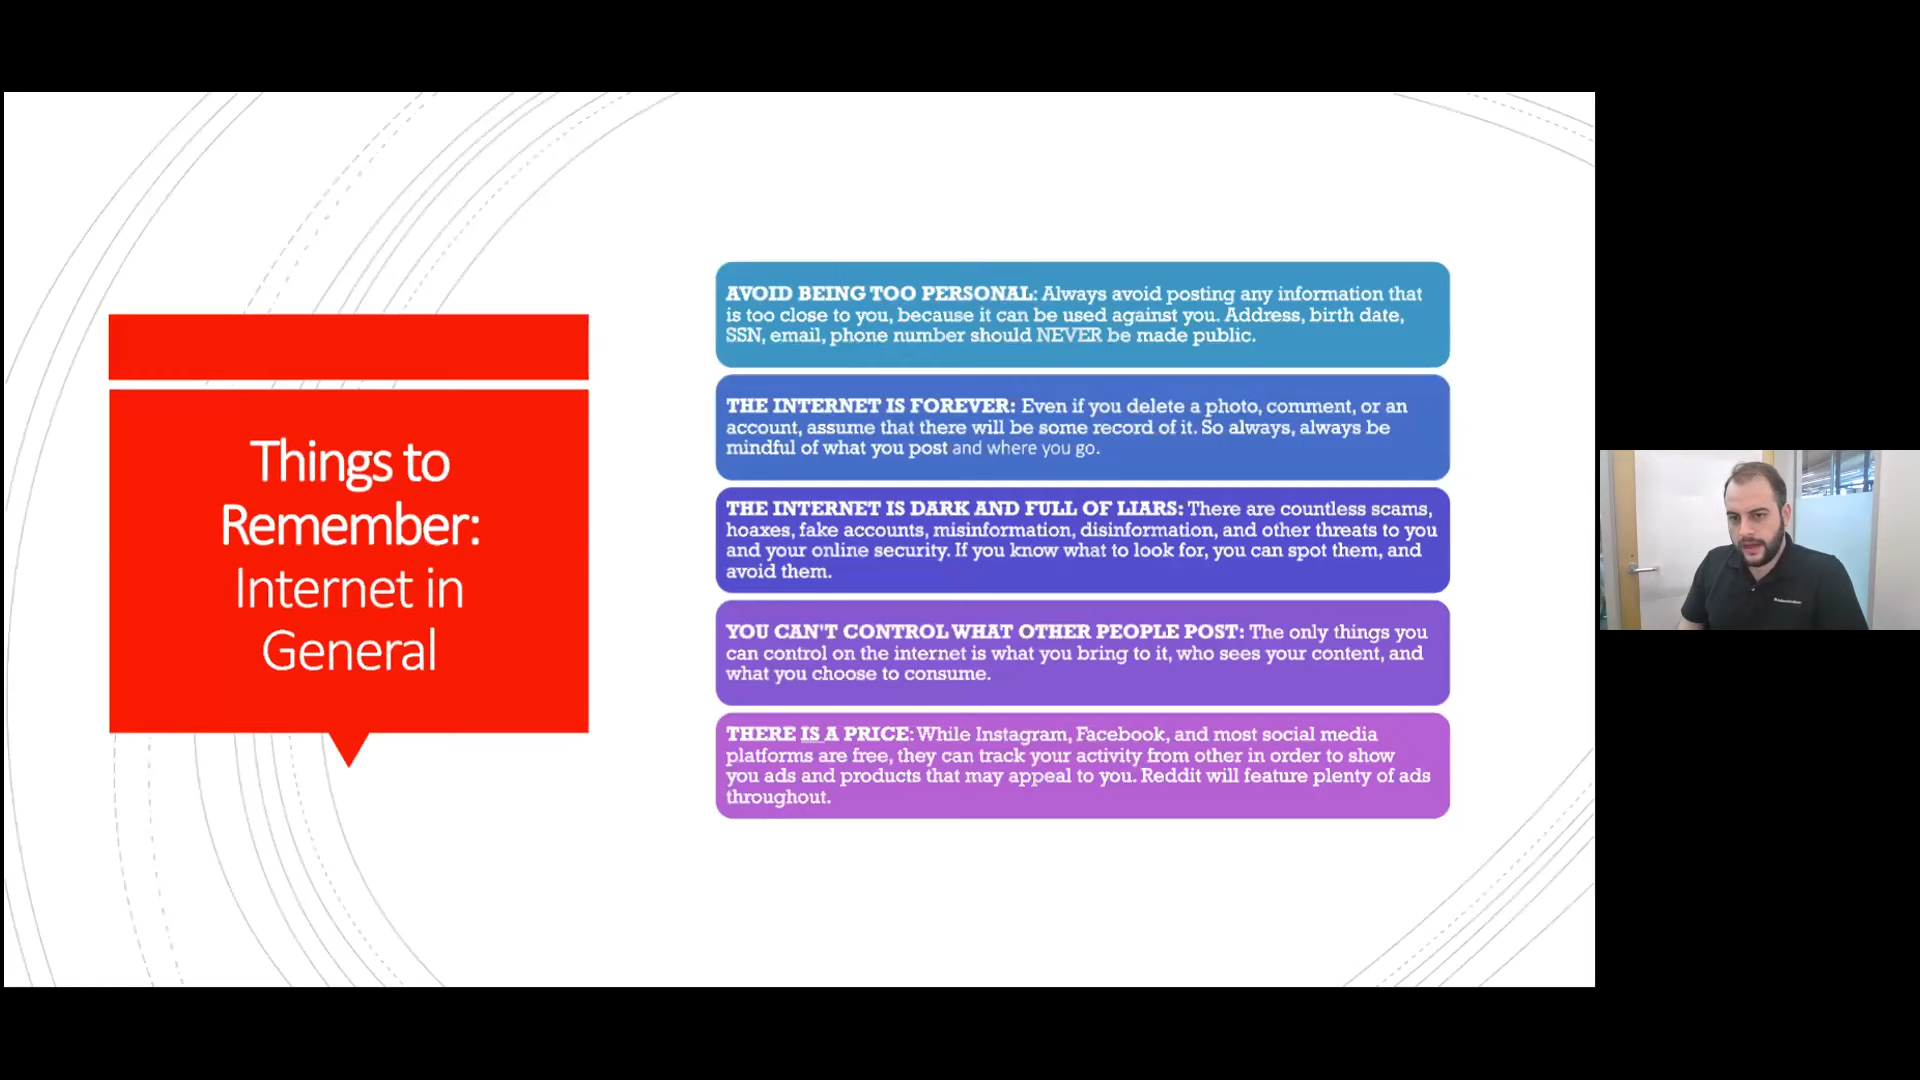 Things to
Remember:
Internet in
General
AVOID BEING TOO PERSONAL: Always avoid posting any information that
is too close to you, because it can be used against you. Address, birth date,
SSN, email, phone number should NEVER be made public.
THE INTERNET IS FOREVER: Even if you delete a photo, comment, or an
account, assume that there will be some record of it. So always, always be
mindful of what you post and where you go.
THE INTERNET IS DARK AND FULL OF LIARS: There are countless scams,
hoaxes, fake accounts, misinformation, disinformation, and other threats to you
and your online security. If you know what to look for, you can spot them, and
avoid them.
YOU CAN'T CONTROL WHAT OTHER PEOPLE POST: The only things you
can control on the internet is what you bring to it, who sees your content, and
what you choose to consume.
THERE IS A PRICE: While Instagram, Facebook, and most social media
platforms are free, they can track your activity from other in order to show
you ads and products that may appeal to you. Reddit will feature plenty of ads
throughout.